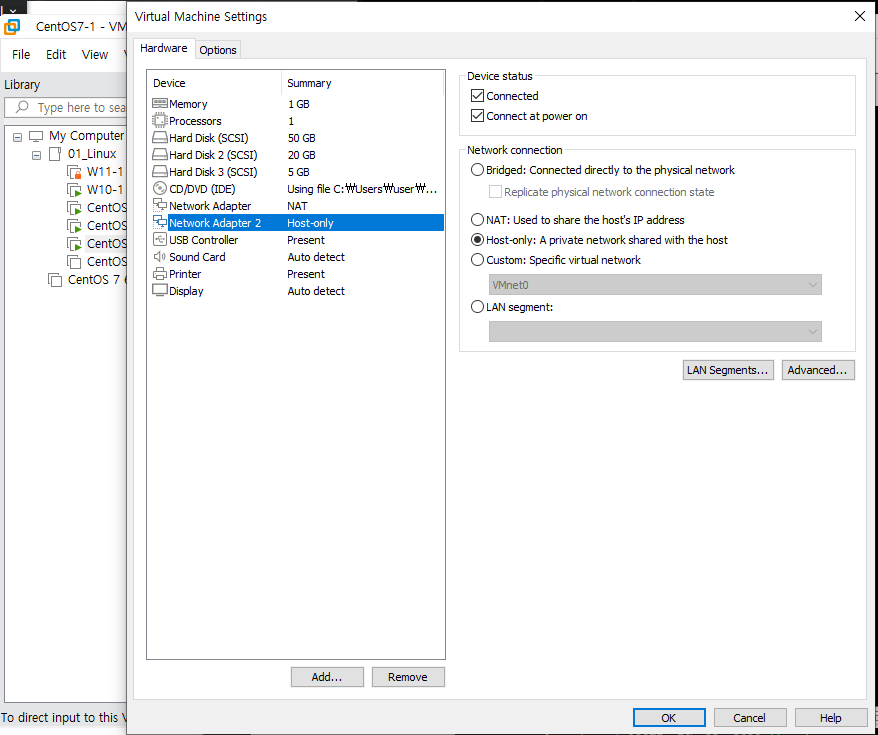 CentOS7-1 - VM
File Edit View
Library
Type here to sea
My Computer
01_Linux
W11-1
W10-1
CentOS
CentOS
CentOS
CentOS
CentOS 7 6
To direct input to this V
Virtual Machine Settings
Hardware Options
Device Summary
Memory 1 GB
Processors 1
Hard Disk (SCSI) 50 GB
Hard Disk 2 (SCSI) 20 GB
Hard Disk 3 (SCSI) 5 GB
CD/DVD (IDE) Using file C:₩Users₩user₩...
Network Adapter NAT
Network Adapter 2 Host-only
USB Controller Present
Sound Card Auto detect
Printer Present
Display Auto detect
Add... Remove
Device status
Connected
Connect at power on
Network connection
Bridged: Connected directly to the physical network
Replicate physical network connection state
NAT: Used to share the host's IP address
Host-only: A private network shared with the host
Custom: Specific virtual network
VMnet0
LAN segment:
LAN Segments... Advanced...
OK Cancel Help